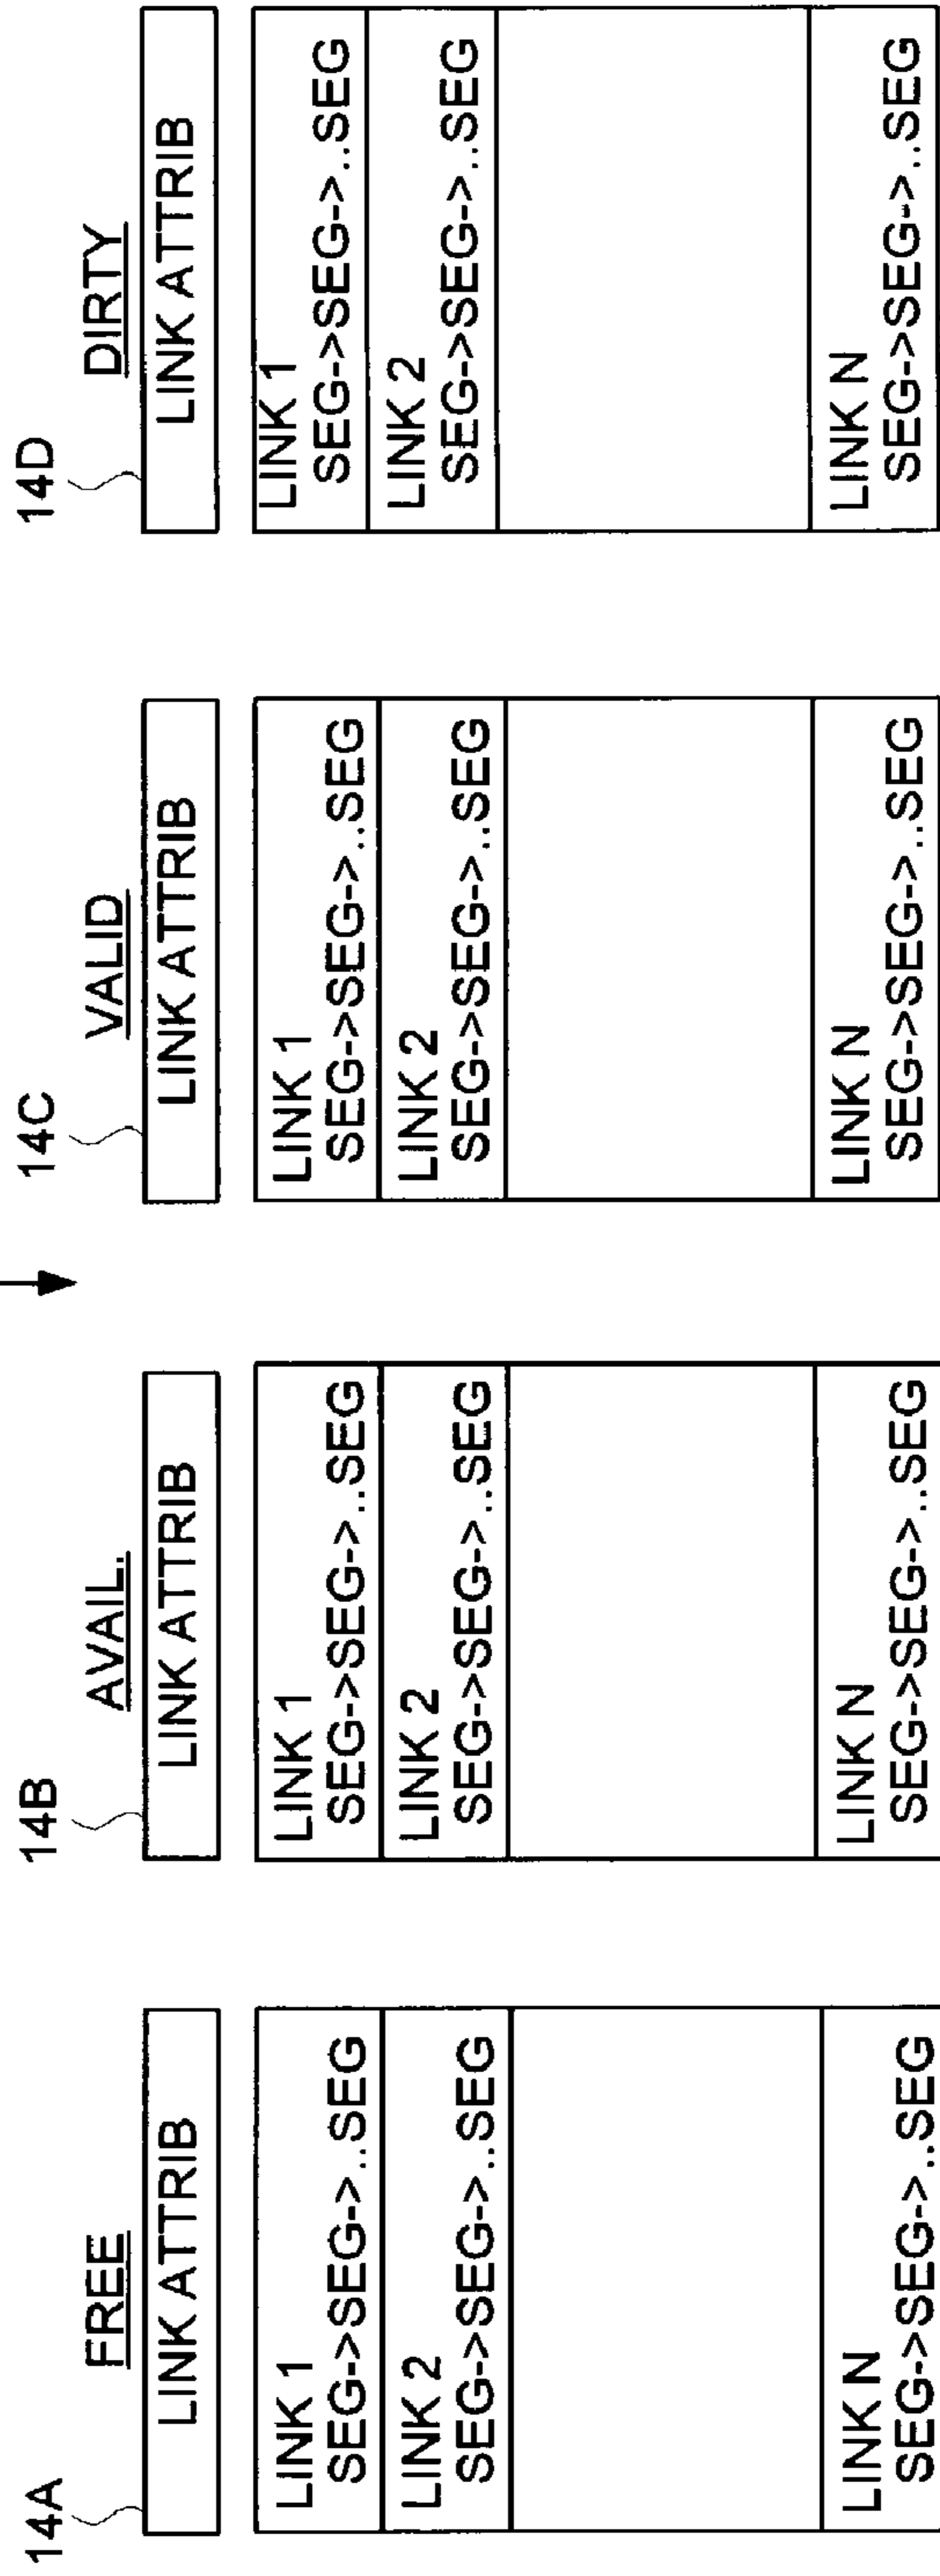 14A
FREE
LINK ATTRIB
LINK 1
SEG->SEG->..SEG
LINK 2
SEG->SEG->..SEG
LINK N
SEG->SEG->..SEG
14B
AVAIL.
LINK ATTRIB
LINK 1
SEG->SEG->..SEG
LINK 2
SEG->SEG->..SEG
LINK N
SEG->SEG->..SEG
14C
VALID
LINK ATTRIB
LINK 1
SEG->SEG->..SEG
LINK 2
SEG->SEG->..SEG
LINK N
SEG->SEG->..SEG
14D
DIRTY
LINK ATTRIB
LINK 1
SEG->SEG->..SEG
LINK 2
SEG->SEG->..SEG
LINK N
SEG->SEG->..SEG